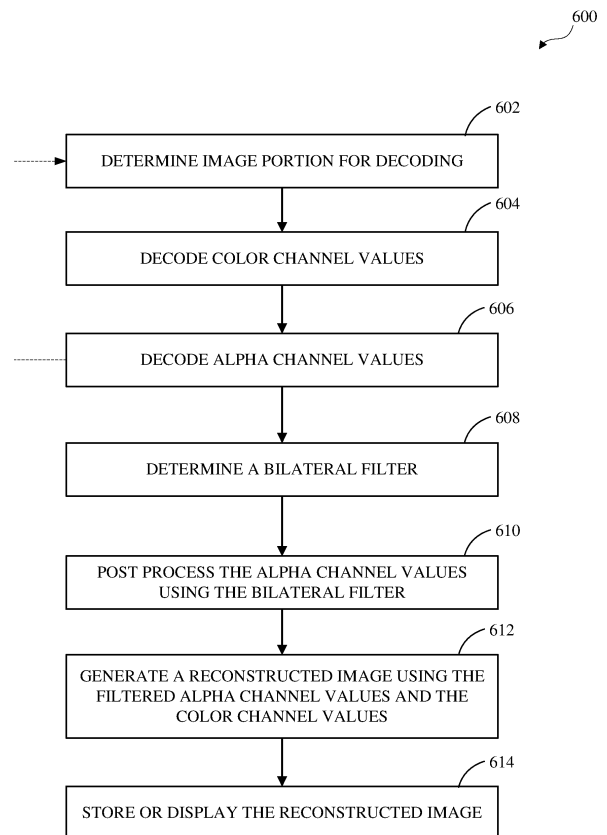 600
602
DETERMINE IMAGE PORTION FOR DECODING
604
DECODE COLOR CHANNEL VALUES
606
DECODE ALPHA CHANNEL VALUES
608
DETERMINE A BILATERAL FILTER
610
POST PROCESS THE ALPHA CHANNEL VALUES
USING THE BILATERAL FILTER
612
GENERATE A RECONSTRUCTED IMAGE USING THE
FILTERED ALPHA CHANNEL VALUES AND THE
COLOR CHANNEL VALUES
614
STORE OR DISPLAY THE RECONSTRUCTED IMAGE